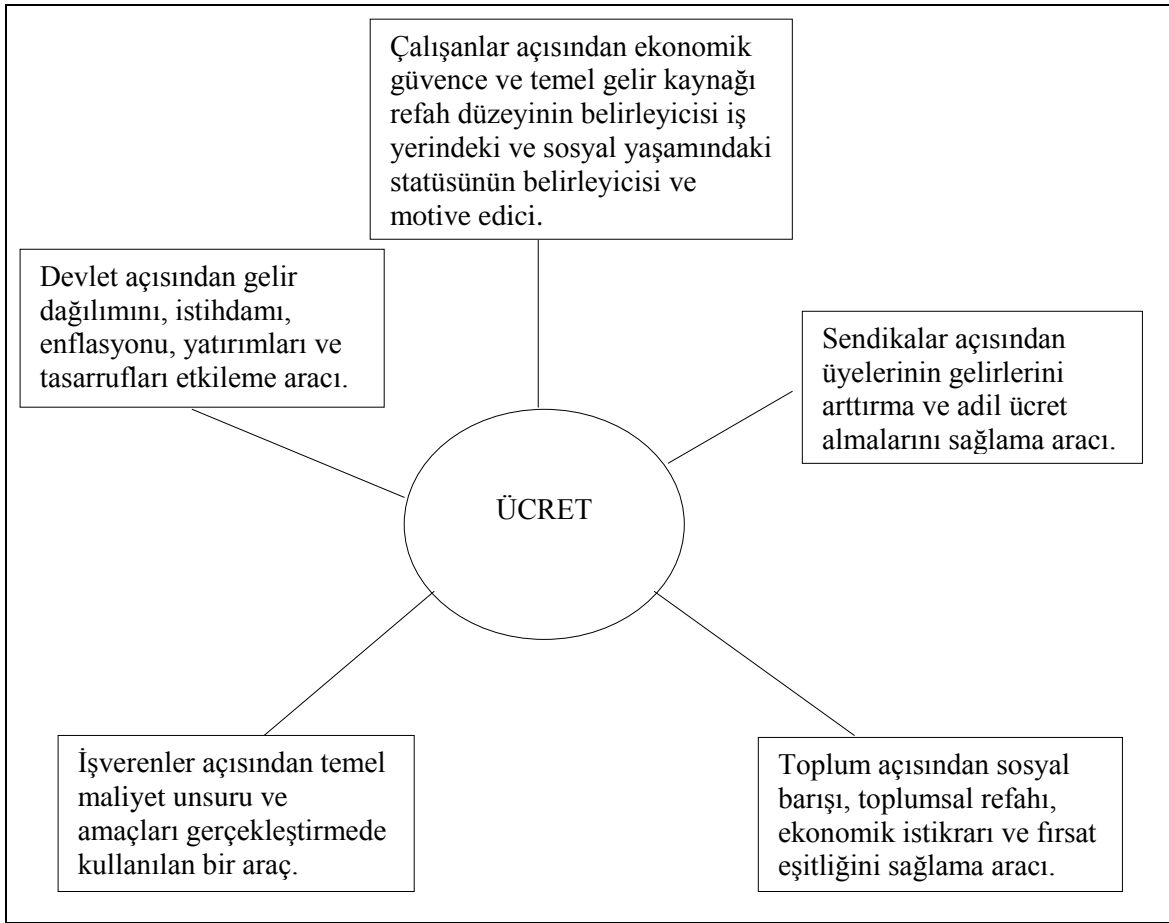 Çalışanlar açısından ekonomik
güvence ve temel gelir kaynağı
refah düzeyinin belirleyicisi iş
yerindeki ve sosyal yaşamındaki
statüsünün belirleyicisi ve
motive edici.
Devlet açısından gelir
dağılımını, istihdamı,
enflasyonu, yatırımları ve
tasarrufları etkileme aracı.
Sendikalar açısından
üyelerinin gelirlerini
arttırma ve adil ücret
almalarını sağlama aracı.
ÜCRET
İşverenler açısından temel
maliyet unsuru ve
amaçları gerçekleştirmede
kullanılan bir araç.
Toplum açısından sosyal
barışı, toplumsal refahı,
ekonomik istikrarı ve fırsat
eşitliğini sağlama aracı.